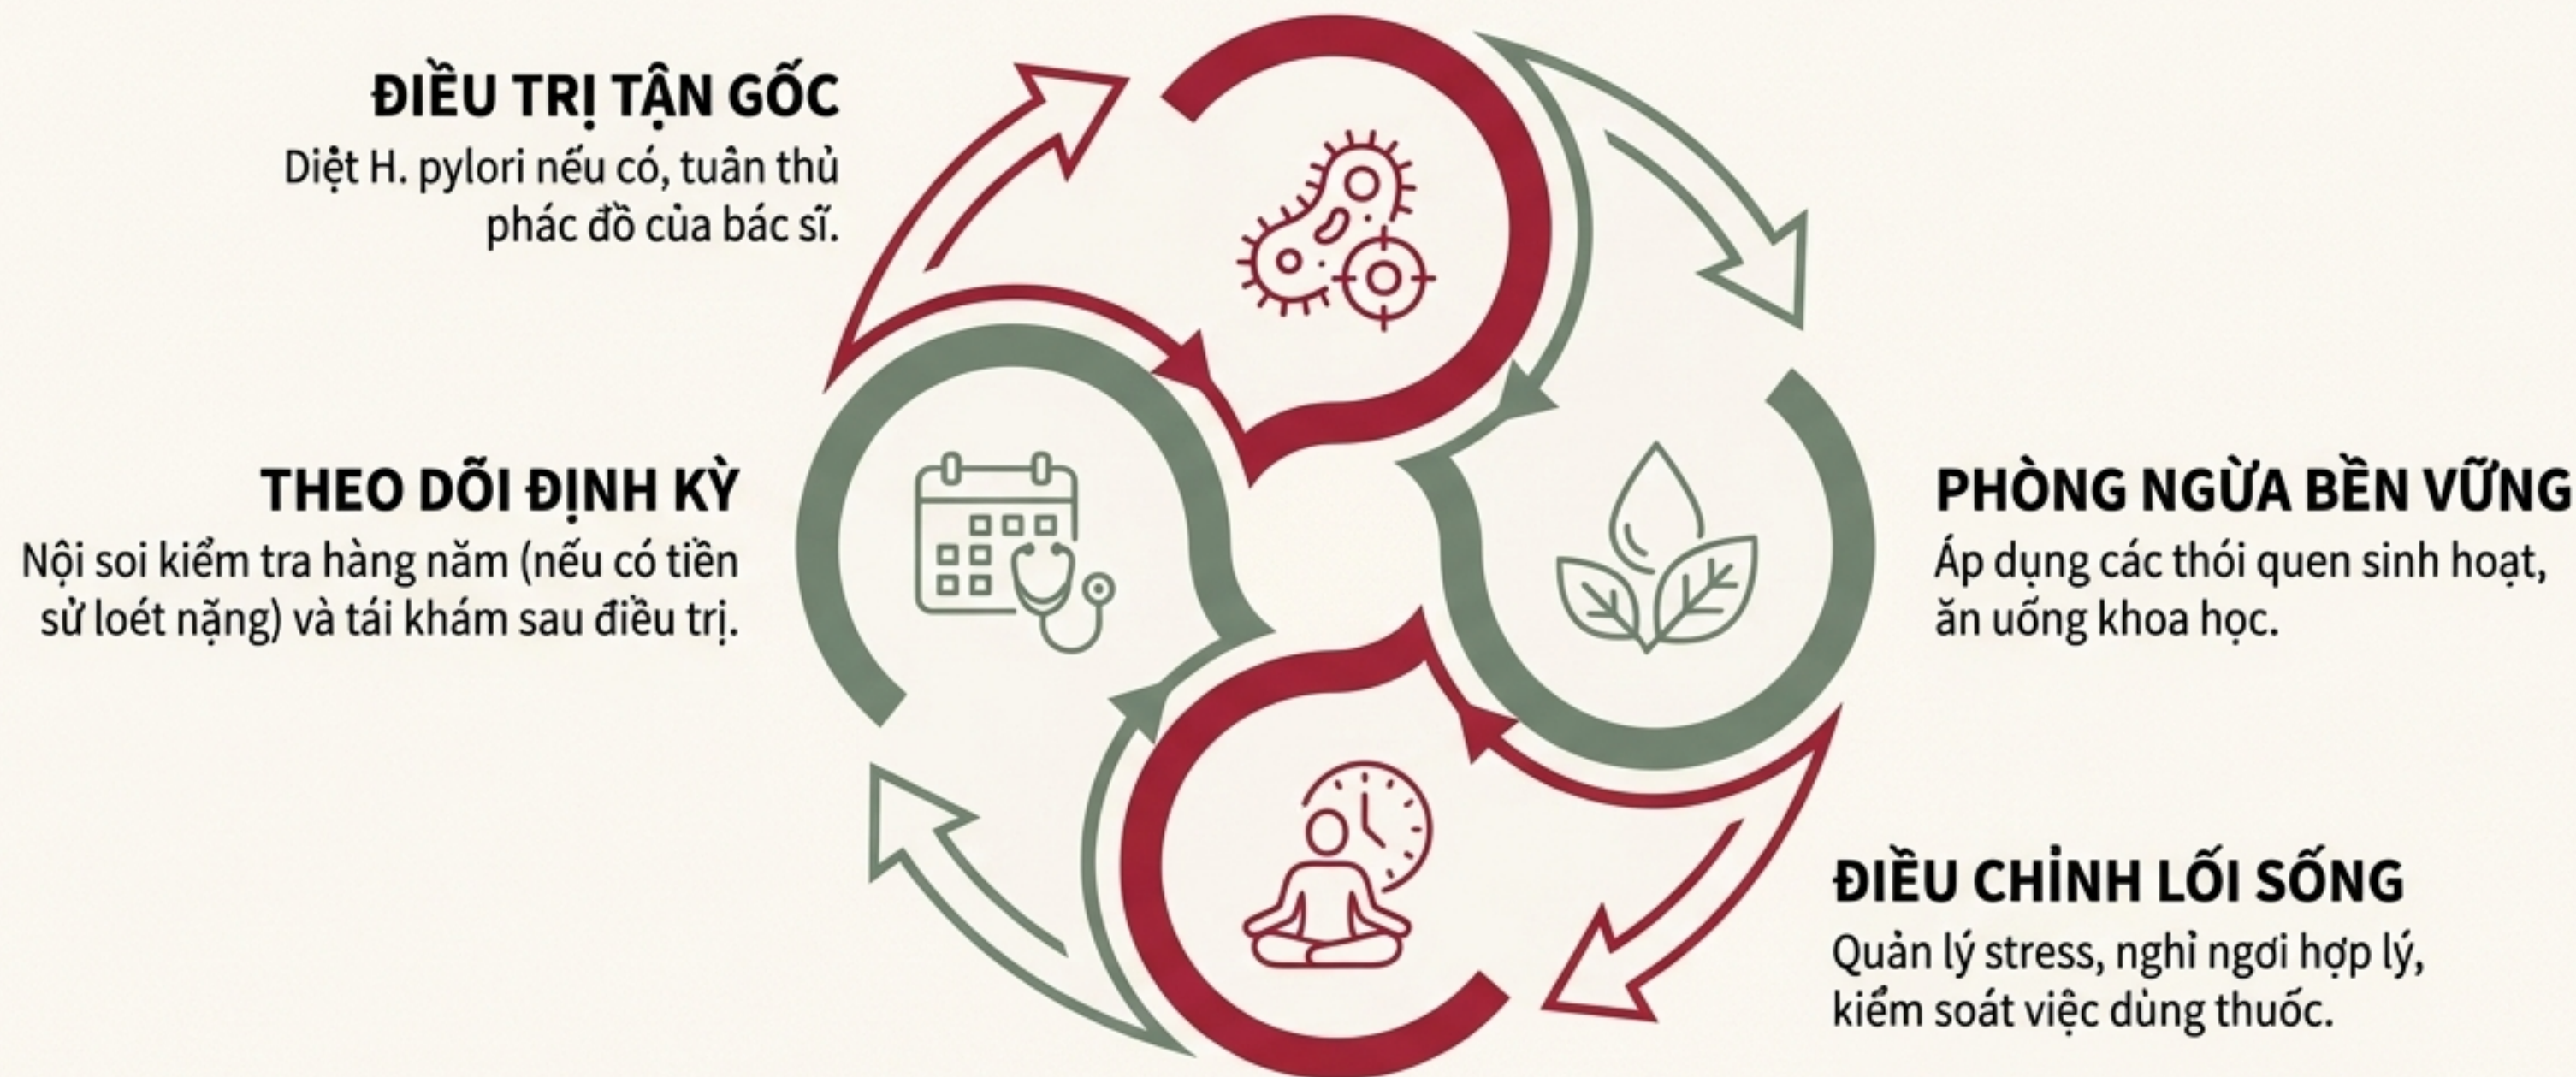 ĐIỀU TRỊ TẬN GỐC
Diệt H. pylori nếu có, tuân thủ
phác đồ của bác sĩ.
THEO DÕI ĐỊNH KỲ
Nội soi kiểm tra hàng năm (nếu có tiền
sử loét nặng) và tái khám sau điều trị.
PHÒNG NGỪA BỀN VỮNG
Áp dụng các thói quen sinh hoạt,
ăn uống khoa học.
ĐIỀU CHỈNH LỐI SỐNG
Quản lý stress, nghỉ ngơi hợp lý,
kiểm soát việc dùng thuốc.